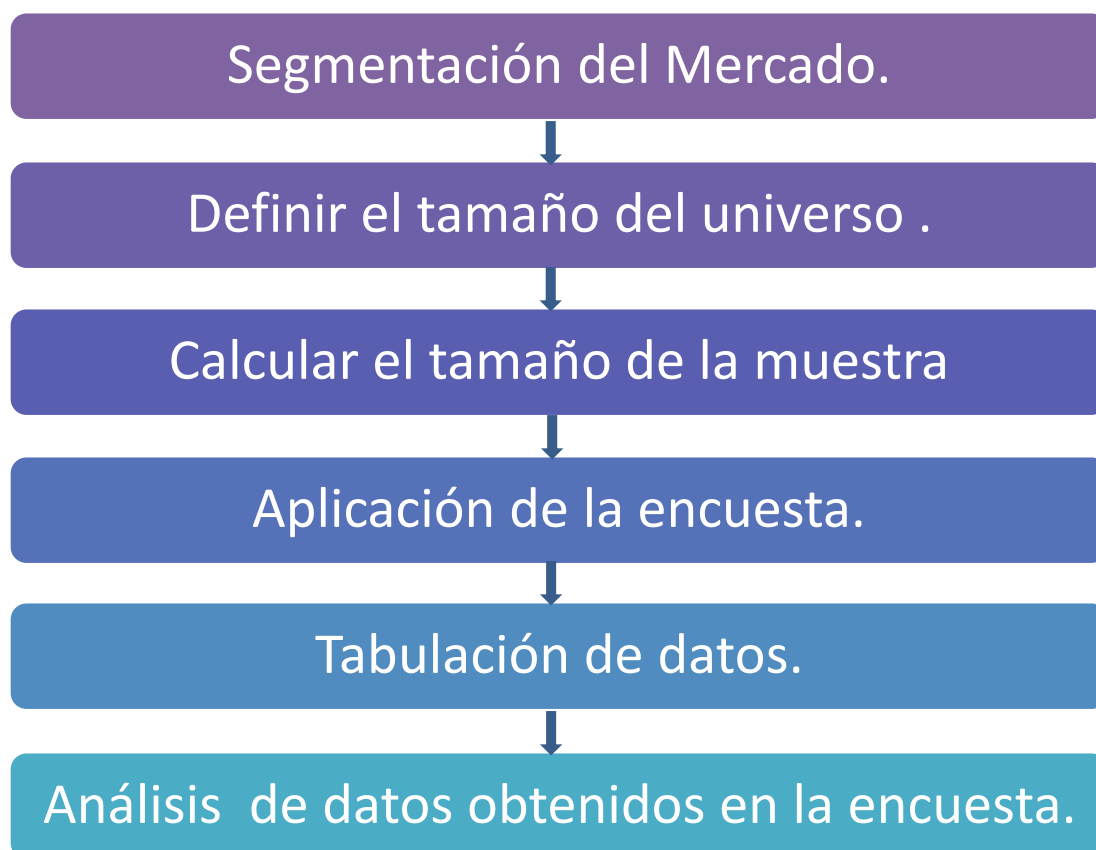 Segmentación del Mercado.
Definir el tamaño del universo .
Calcular el tamaño de la muestra
Aplicación de la encuesta.
Tabulación de datos.
Análisis  de datos obtenidos en la encuesta.